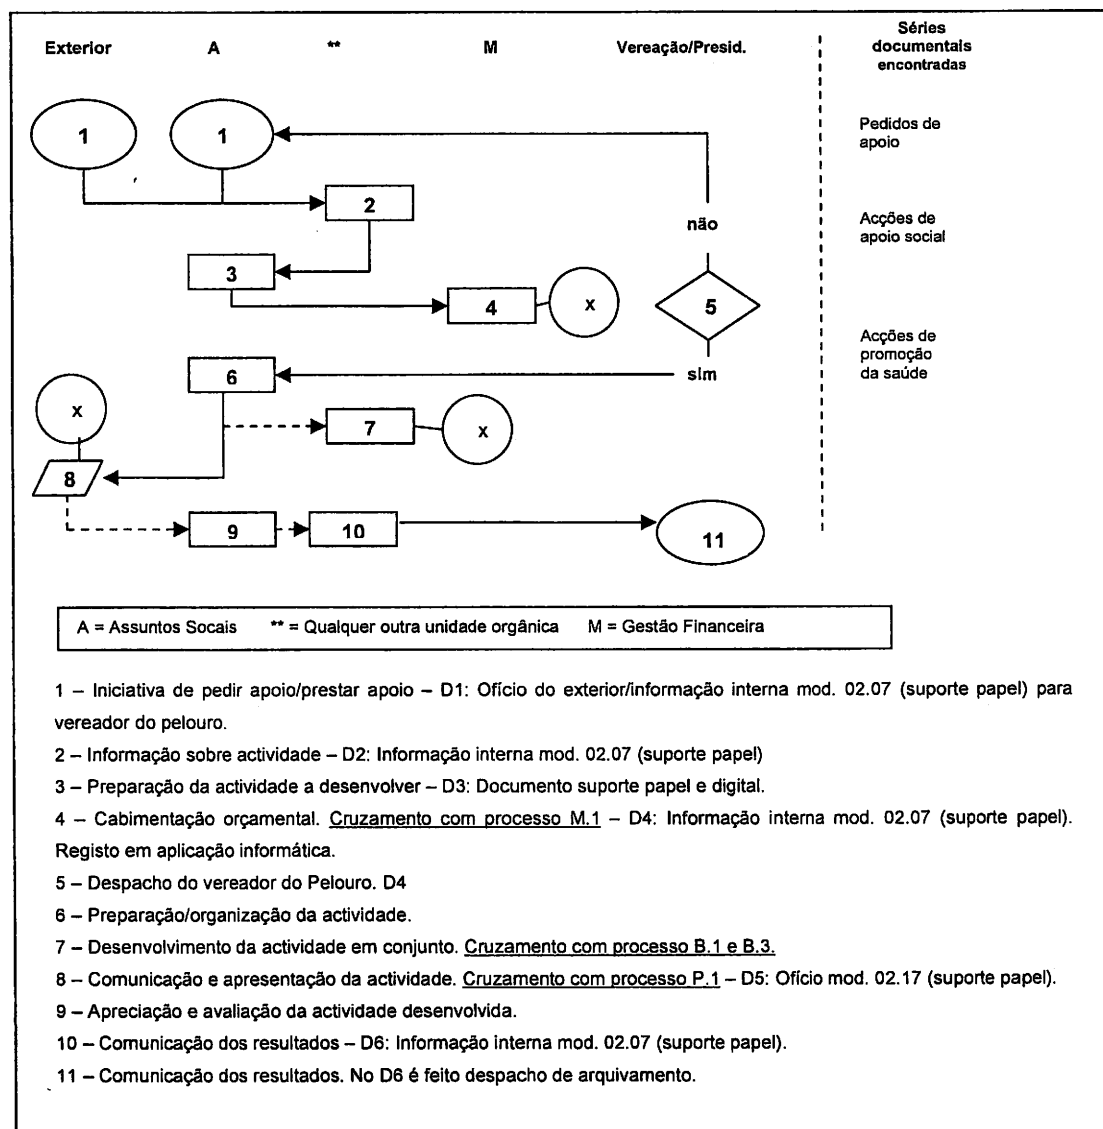 Exterior A ** M Vereação/Presid. Séries
documentais
encontradas
1 1 Pedidos de
apoio
2
não Acções de
apoio social
3
4 x 5
Acções de
promoção
da saúde
6 sim
x
7 x
8
9 10 11
A = Assuntos Socais ** = Qualquer outra unidade orgânica M = Gestão Financeira
1 – Iniciativa de pedir apoio/prestar apoio – D1: Ofício do exterior/informação interna mod. 02.07 (suporte papel) para
vereador do pelouro.
2 – Informação sobre actividade – D2: Informação interna mod. 02.07 (suporte papel)
3 – Preparação da actividade a desenvolver – D3: Documento suporte papel e digital.
4 – Cabimentação orçamental. Cruzamento com processo M.1 – D4: Informação interna mod. 02.07 (suporte papel).
Registo em aplicação informática.
5 – Despacho do vereador do Pelouro. D4
6 – Preparação/organização da actividade.
7 – Desenvolvimento da actividade em conjunto. Cruzamento com processo B.1 e B.3.
8 – Comunicação e apresentação da actividade. Cruzamento com processo P.1 – D5: Ofício mod. 02.17 (suporte papel).
9 – Apreciação e avaliação da actividade desenvolvida.
10 – Comunicação dos resultados – D6: Informação interna mod. 02.07 (suporte papel).
11 – Comunicação dos resultados. No D6 é feito despacho de arquivamento.